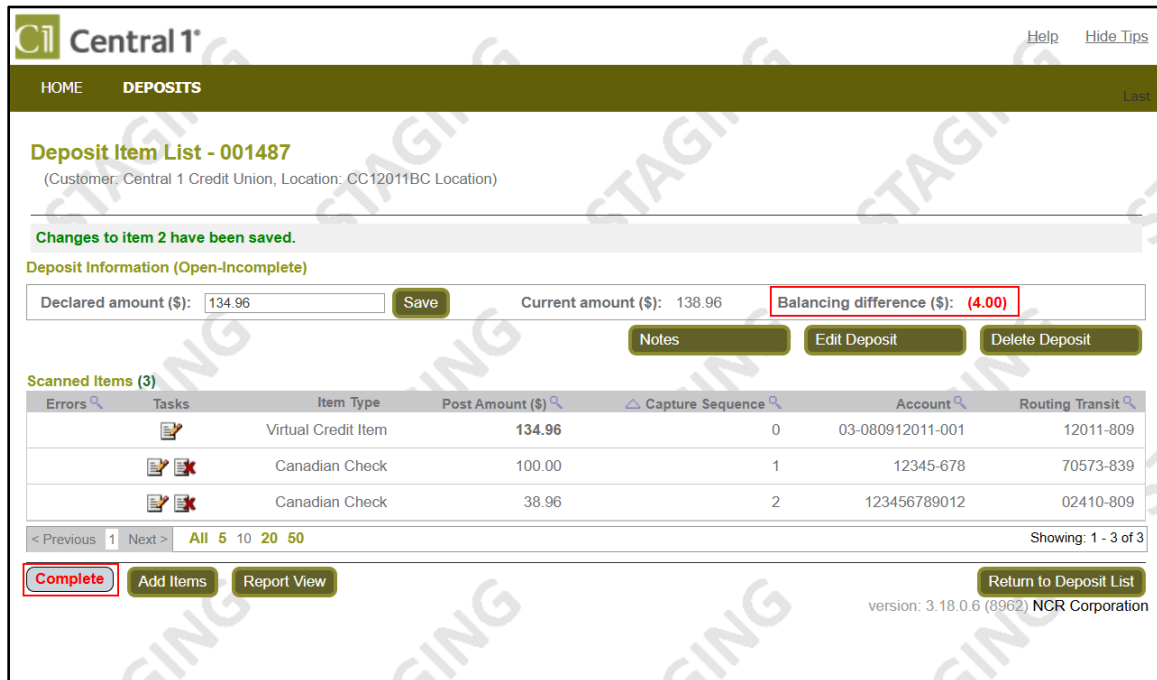 C1 Central 1
Help Hide Tips
HOME DEPOSITS
Last
Deposit Item List - 001487
(Customer: Central 1 Credit Union, Location: CC12011BC Location)
Changes to item 2 have been saved.
Deposit Information (Open-Incomplete)
Declared amount ($): 134.96 Save Current amount ($): 138.96 Balancing difference ($): (4.00)
Notes Edit Deposit Delete Deposit
Scanned Items (3)
Errors Tasks Item Type Post Amount ($) Capture Sequence Account Routing Transit
Virtual Credit Item 134.96 0 03-080912011-001 12011-809
Canadian Check 100.00 1 12345-678 70573-839
Canadian Check 38.96 2 123456789012 02410-809
< Previous 1 Next > All 5 10 20 50 Showing: 1 - 3 of 3
Complete Add Items Report View Return to Deposit List
version: 3.18.0.6 (8962) NCR Corporation
STAGING